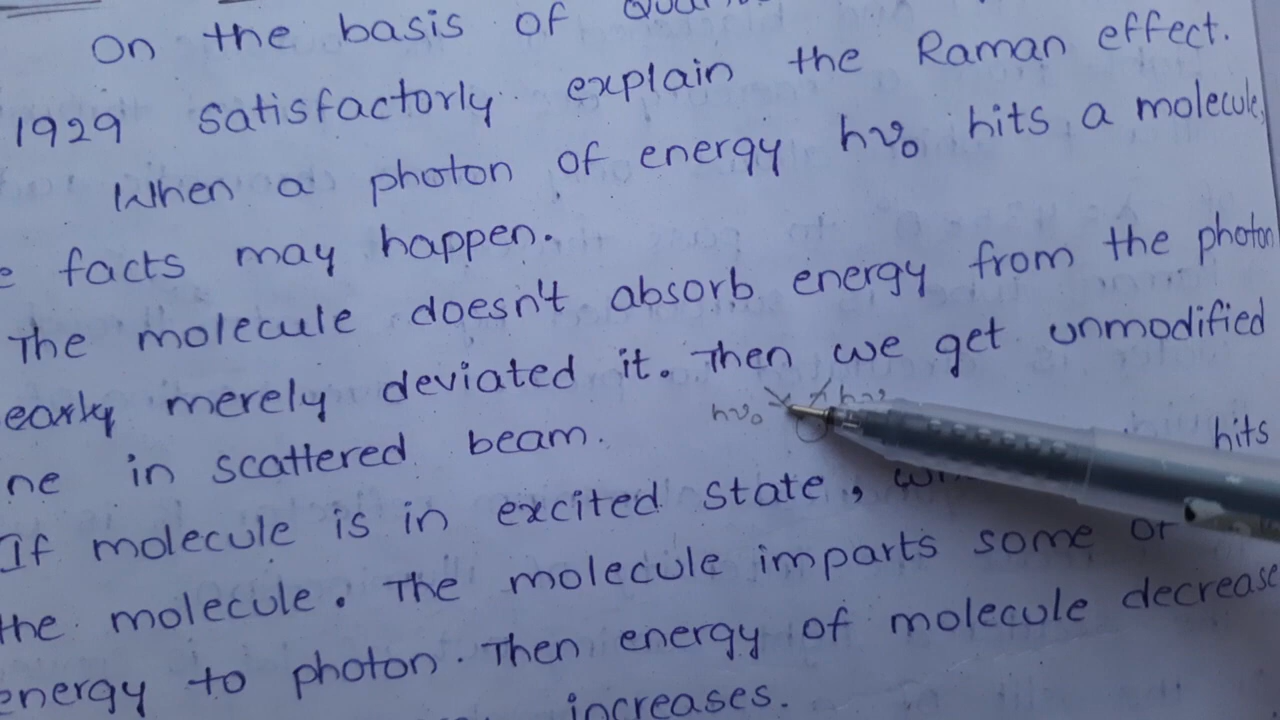 On the basis of
1929 satisfactorly explain the Raman effect.
When a photon of energy hν₀ hits a molecule,
facts may happen.
The molecule doesn't absorb energy from the photon
merely deviated it. Then we get unmodified
hν₀
in scattered beam.
hits
If molecule is in excited state,
the molecule. The molecule imparts some of
energy to photon. Then energy of molecule decrease
increases.